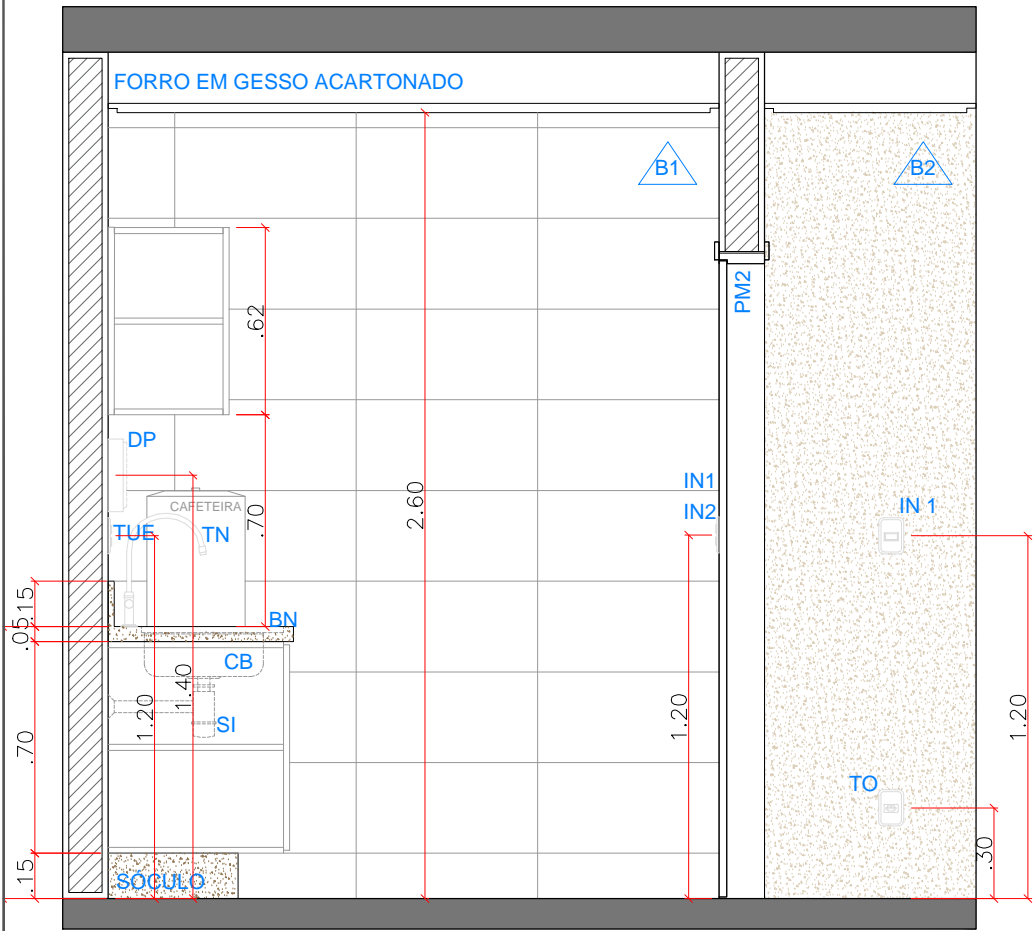 FORRO EM GESSO ACARTONADO
B1
B2
PM2
.62
DP
CAFETEIRA
TUE
TN
.70
2.60
IN1
IN2
IN 1
.15
.05
BN
CB
1.40
1.20
SI
1.20
1.20
.70
TO
.30
.15
SÓCULO